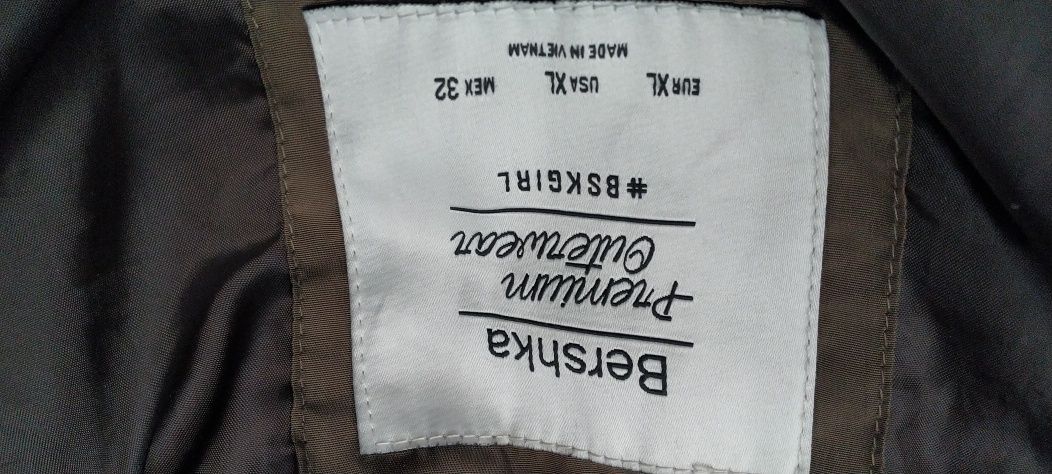 Bershka
Premium
Outerwear
#BSKGIRL
EUR XL USA XL MEX 32
MADE IN VIETNAM